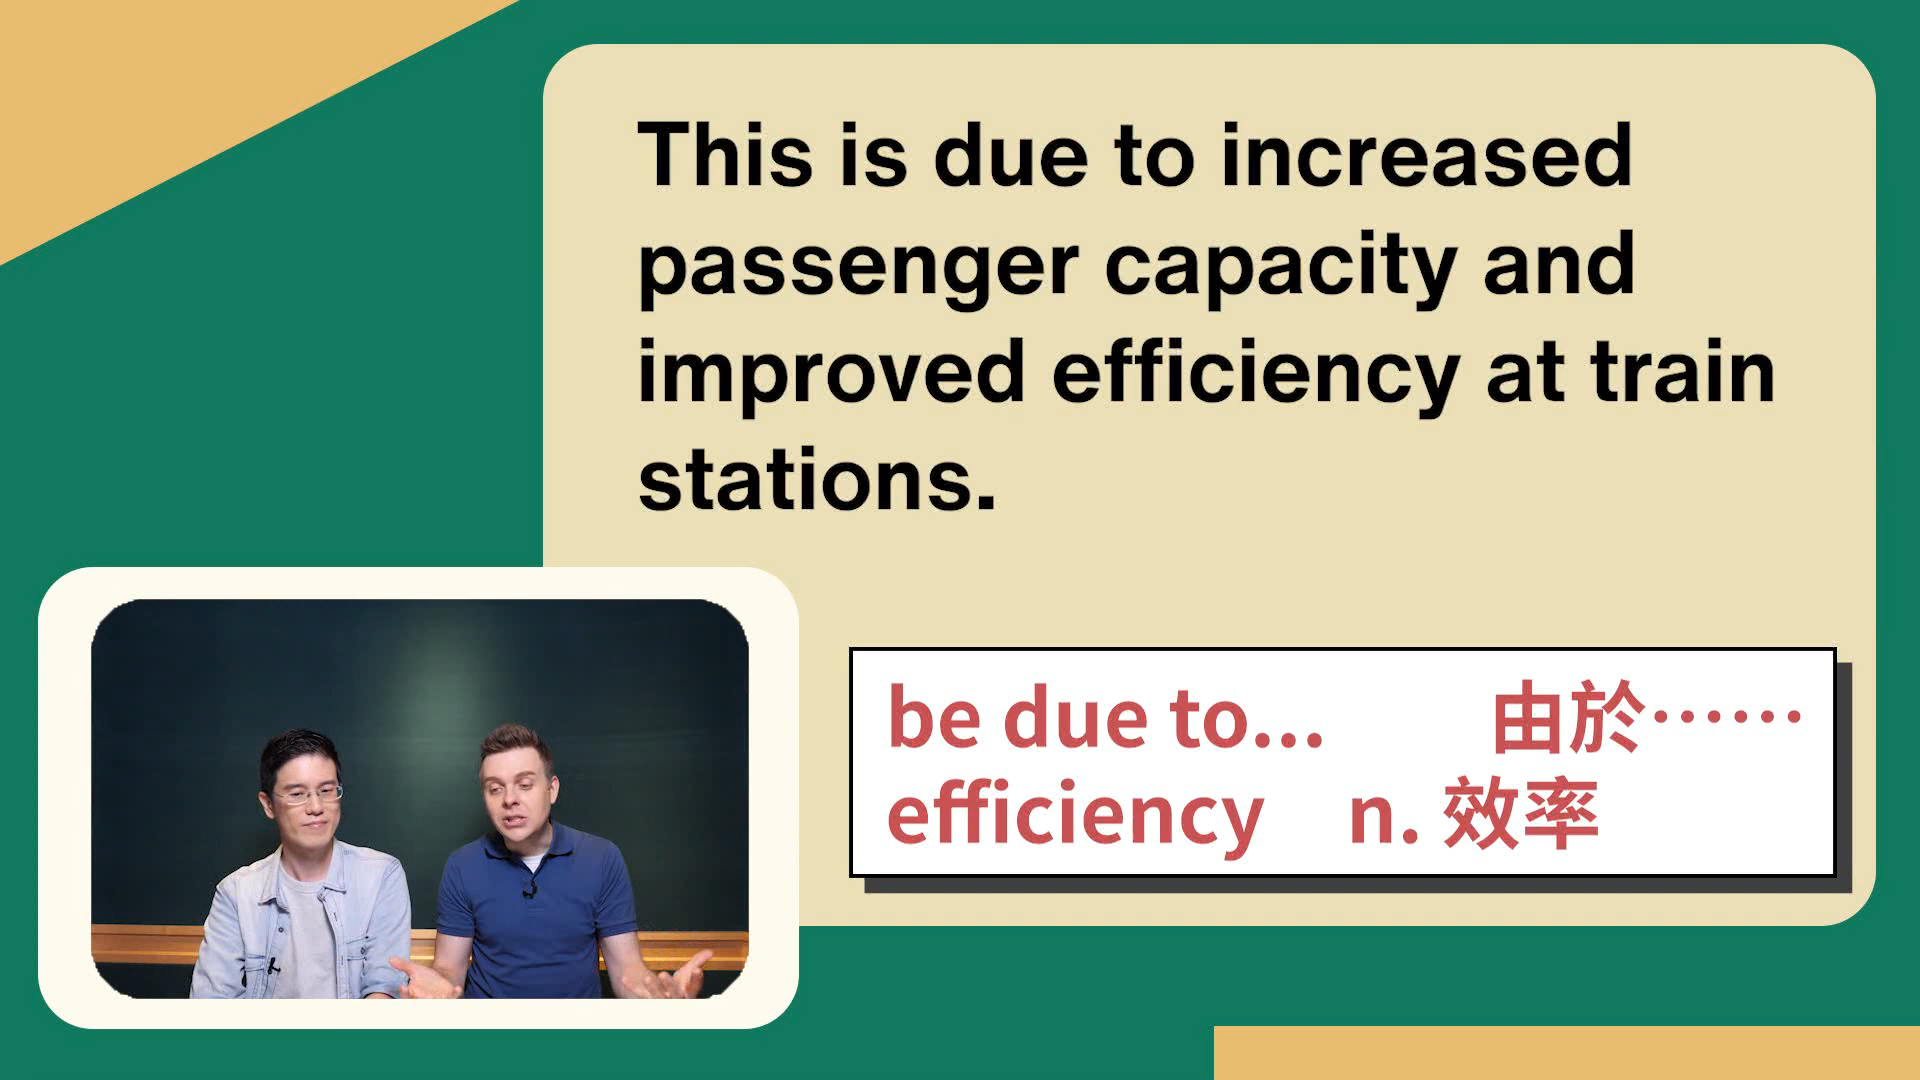 This is due to increased
passenger capacity and
improved efficiency at train
stations.
be due to... 由於⋯⋯
efficiency n. 效率